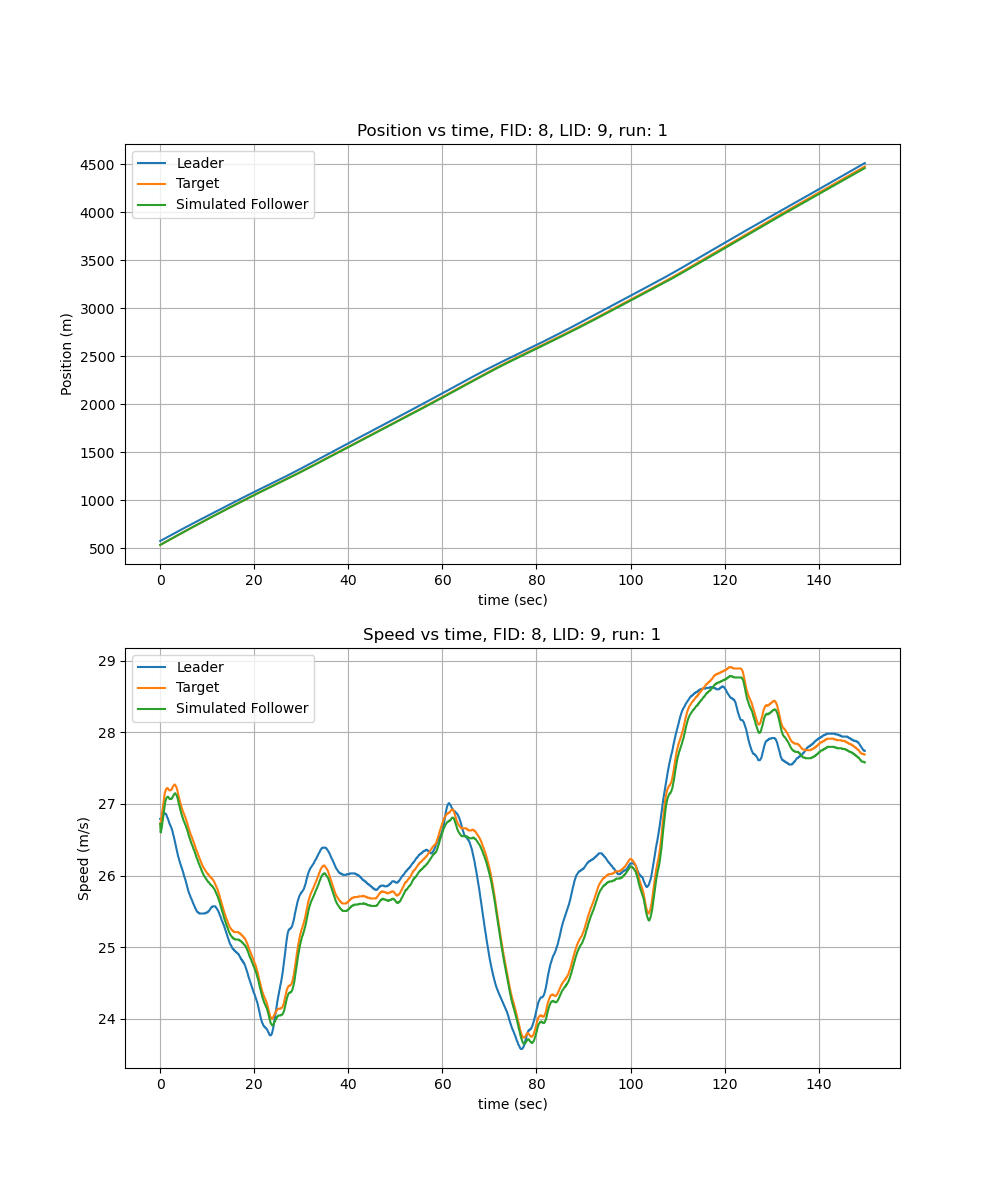 Position vs time, FID: 8, LID: 9, run: 1
Leader
Target
Simulated Follower
4500
4000
3500
3000
2500
2000
1500
1000
500
Position (m)
0 20 40 60 80 100 120 140
time (sec)
Speed vs time, FID: 8, LID: 9, run: 1
Leader
Target
Simulated Follower
29
28
27
26
25
24
Speed (m/s)
0 20 40 60 80 100 120 140
time (sec)